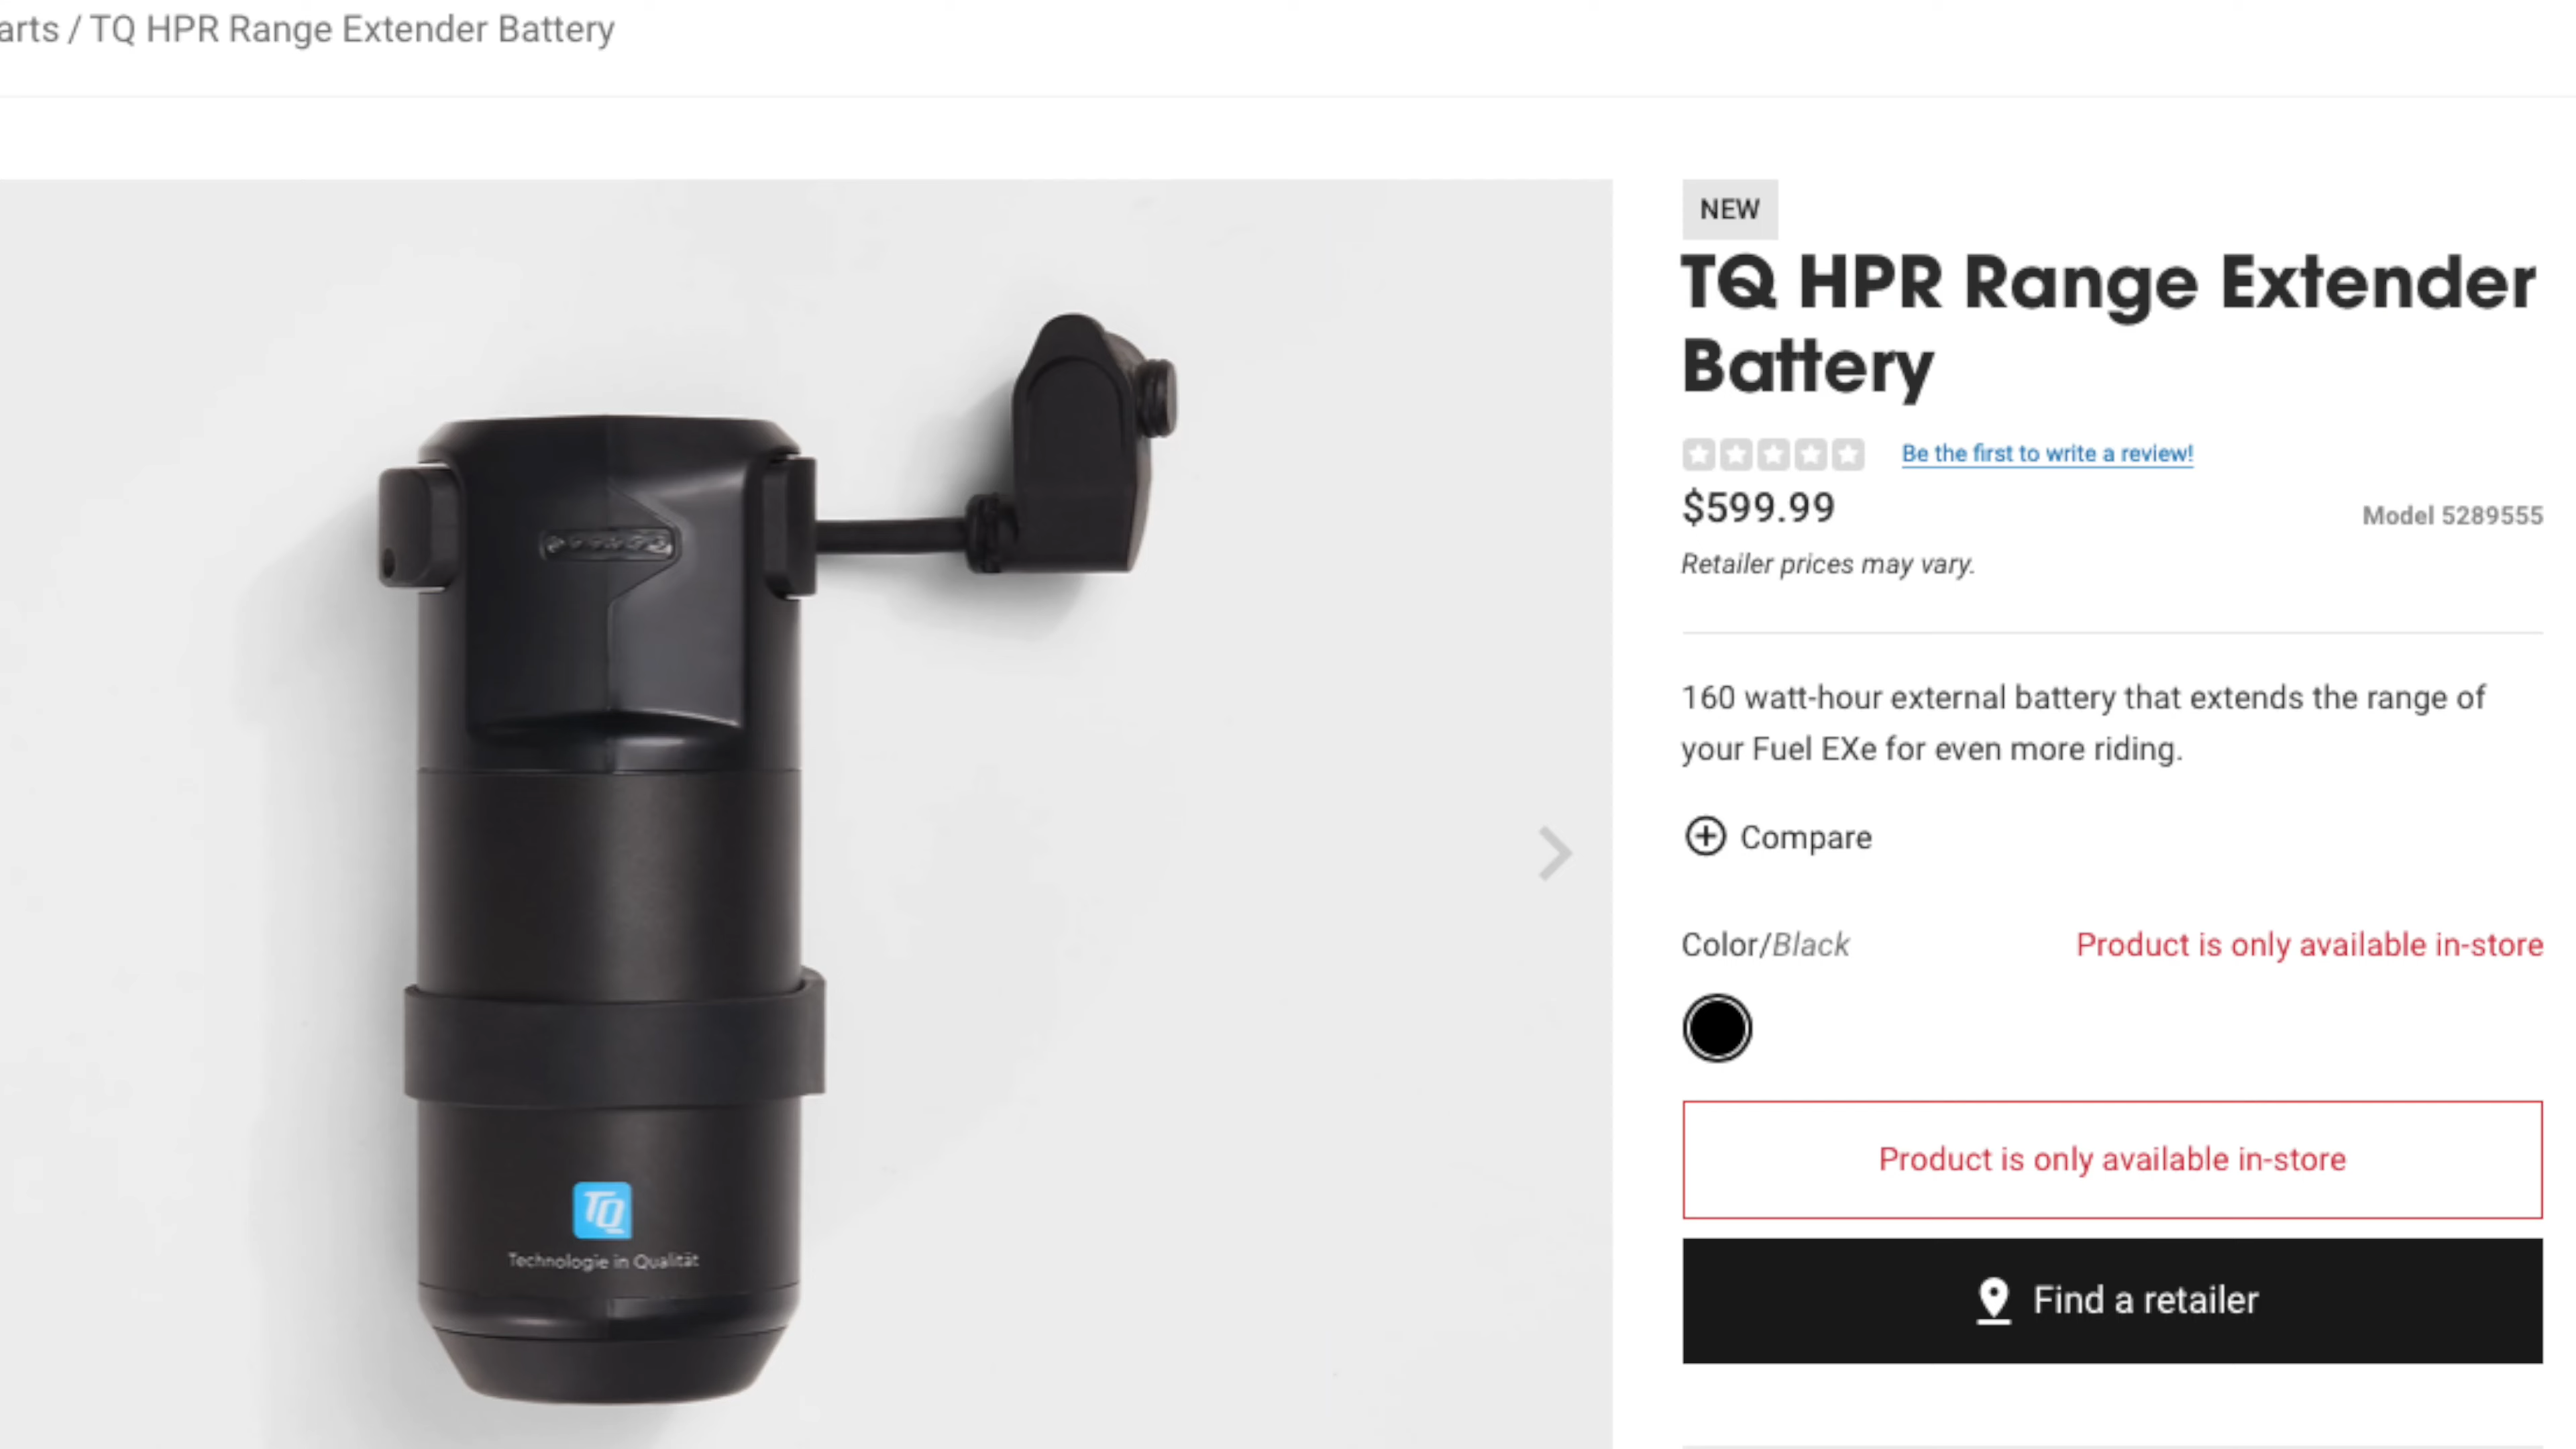 arts / TQ HPR Range Extender Battery
NEW
TQ HPR Range Extender
Battery
Be the first to write a review!
$599.99
Model 5289555
Retailer prices may vary.
160 watt-hour external battery that extends the range of
your Fuel EXe for even more riding.
Compare
Color/Black
Product is only available in-store
Product is only available in-store
Find a retailer
TQ
Technologie in Qualität